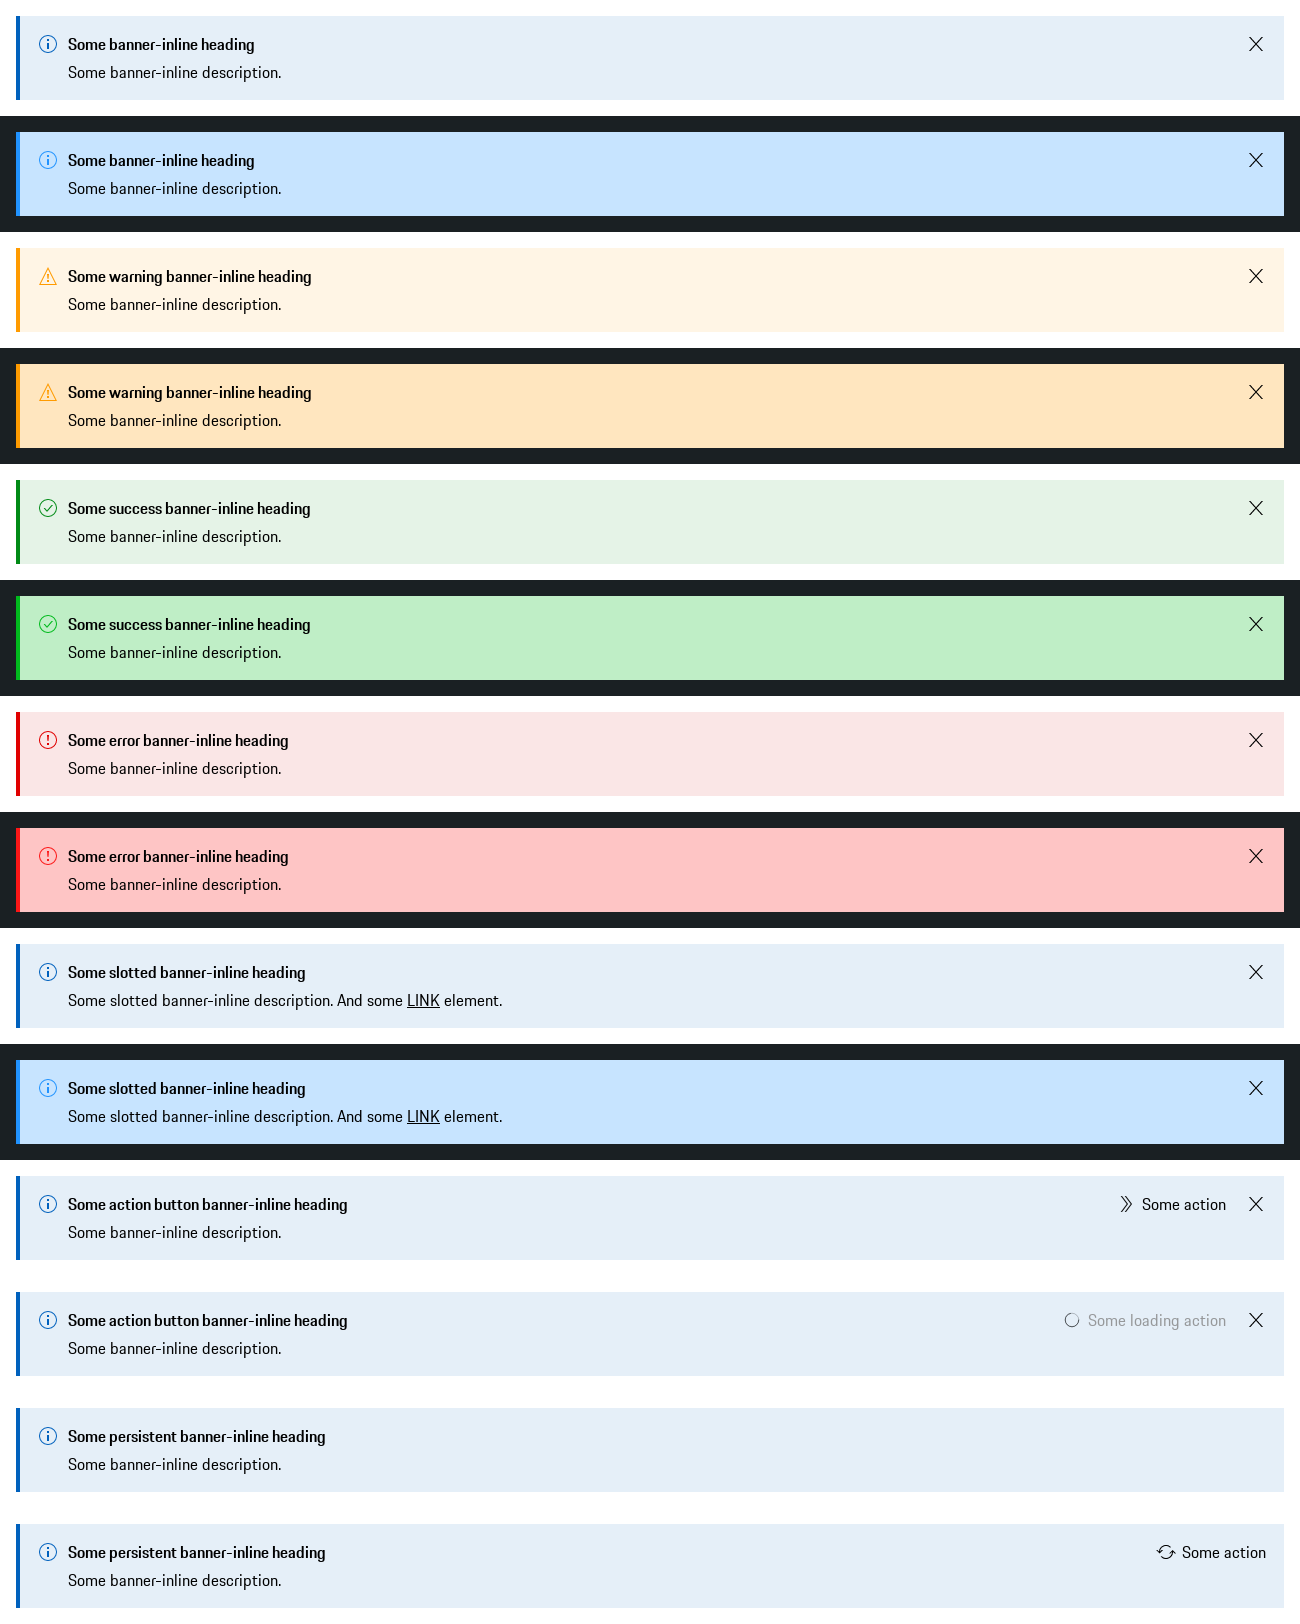 Some banner-inline heading
Some banner-inline description.
Some banner-inline heading
Some banner-inline description.
Some warning banner-inline heading
Some banner-inline description.
Some warning banner-inline heading
Some banner-inline description.
Some success banner-inline heading
Some banner-inline description.
Some success banner-inline heading
Some banner-inline description.
Some error banner-inline heading
Some banner-inline description.
Some error banner-inline heading
Some banner-inline description.
Some slotted banner-inline heading
Some slotted banner-inline description. And some LINK element.
Some slotted banner-inline heading
Some slotted banner-inline description. And some LINK element.
Some action button banner-inline heading
Some action
Some banner-inline description.
Some action button banner-inline heading
Some loading action
Some banner-inline description.
Some persistent banner-inline heading
Some banner-inline description.
Some persistent banner-inline heading
Some action
Some banner-inline description.